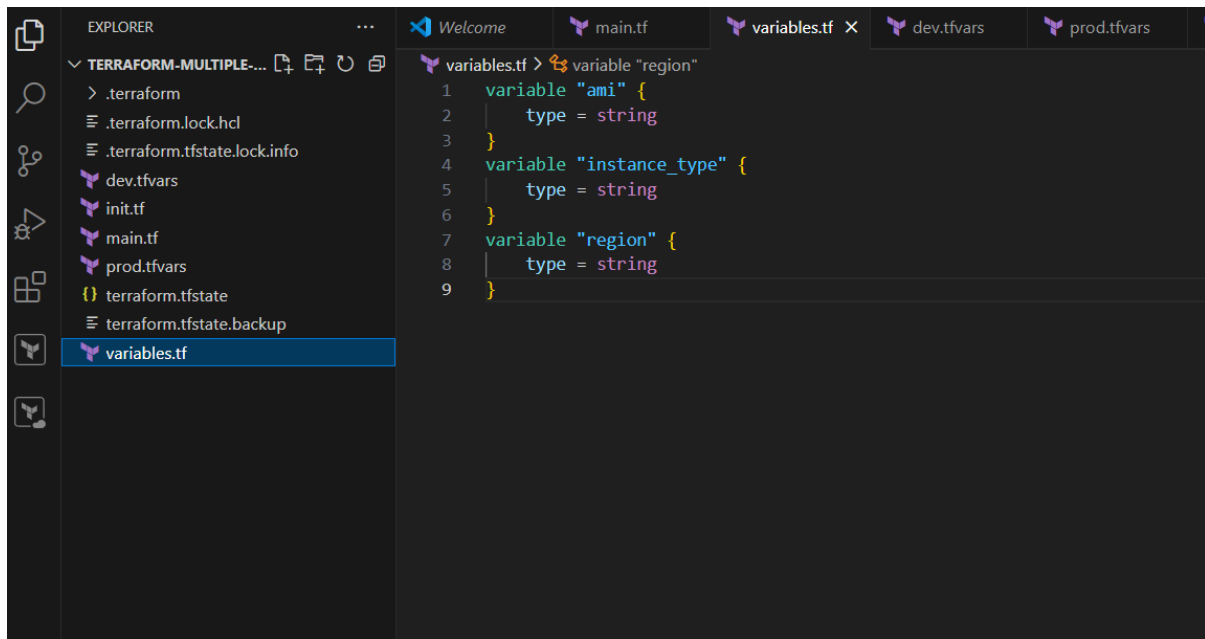 EXPLORER ···
TERRAFORM-MULTIPLE-...
.terraform
.terraform.lock.hcl
.terraform.tfstate.lock.info
dev.tfvars
init.tf
main.tf
prod.tfvars
{} terraform.tfstate
terraform.tfstate.backup
variables.tf
Welcome main.tf variables.tf dev.tfvars prod.tfvars
variables.tf > variable "region"
1 variable "ami" {
2 type = string
3 }
4 variable "instance_type" {
5 type = string
6 }
7 variable "region" {
8 type = string
9 }